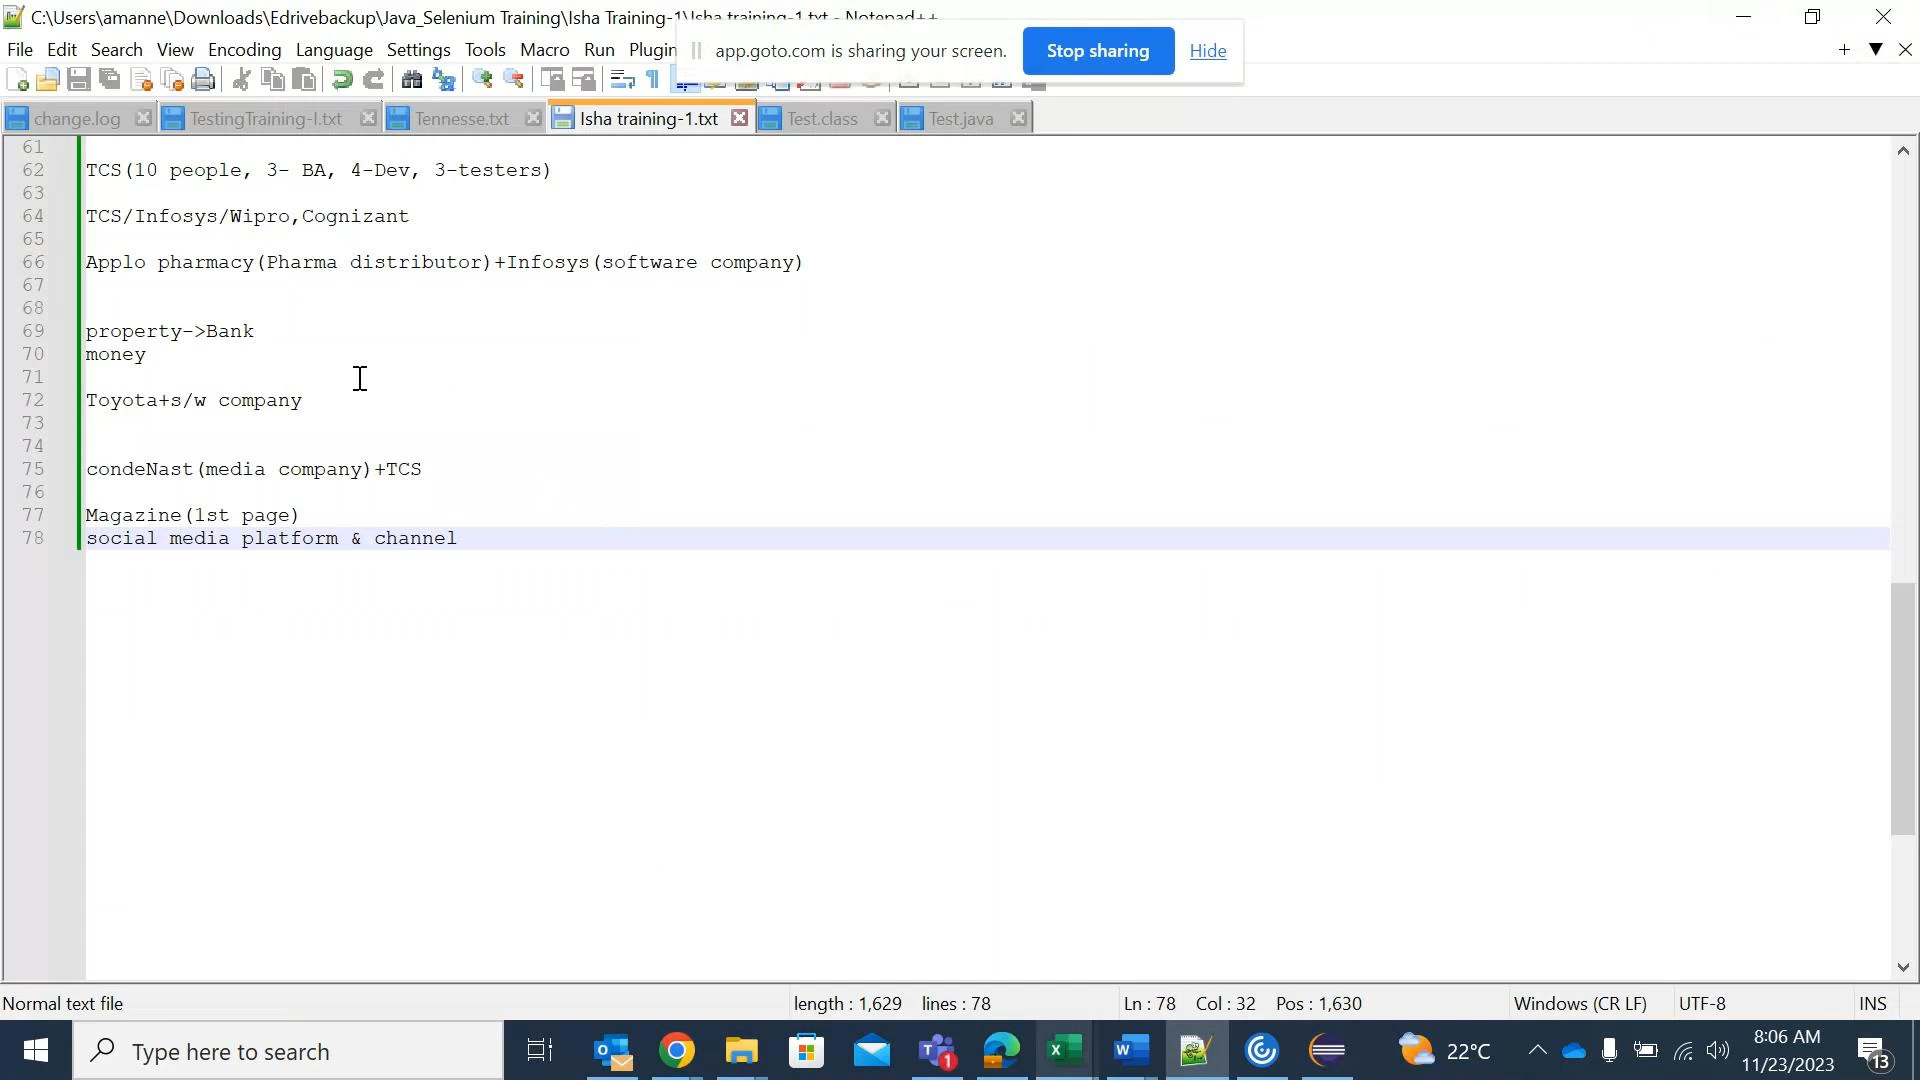 C:\Users\amanne\Downloads\Edrivebackup\Java_Selenium Training\Isha Training-1\Isha training-1.txt - Notepad++
File Edit Search View Encoding Language Settings Tools Macro Run Plugin
app.goto.com is sharing your screen. Stop sharing Hide
change.log TestingTraining-I.txt Tennesse.txt Isha training-1.txt Test.class Test.java
61
62 TCS(10 people, 3- BA, 4-Dev, 3-testers)
63
64 TCS/Infosys/Wipro,Cognizant
65
66 Applo pharmacy(Pharma distributor)+Infosys(software company)
67
68
69 property->Bank
70 money
71
72 Toyota+s/w company
73
74
75 condeNast(media company)+TCS
76
77 Magazine(1st page)
78 social media platform & channel
Normal text file length : 1,629 lines : 78 Ln : 78 Col : 32 Pos : 1,630 Windows (CR LF) UTF-8 INS
Type here to search 1 22°C 8:06 AM 13
11/23/2023